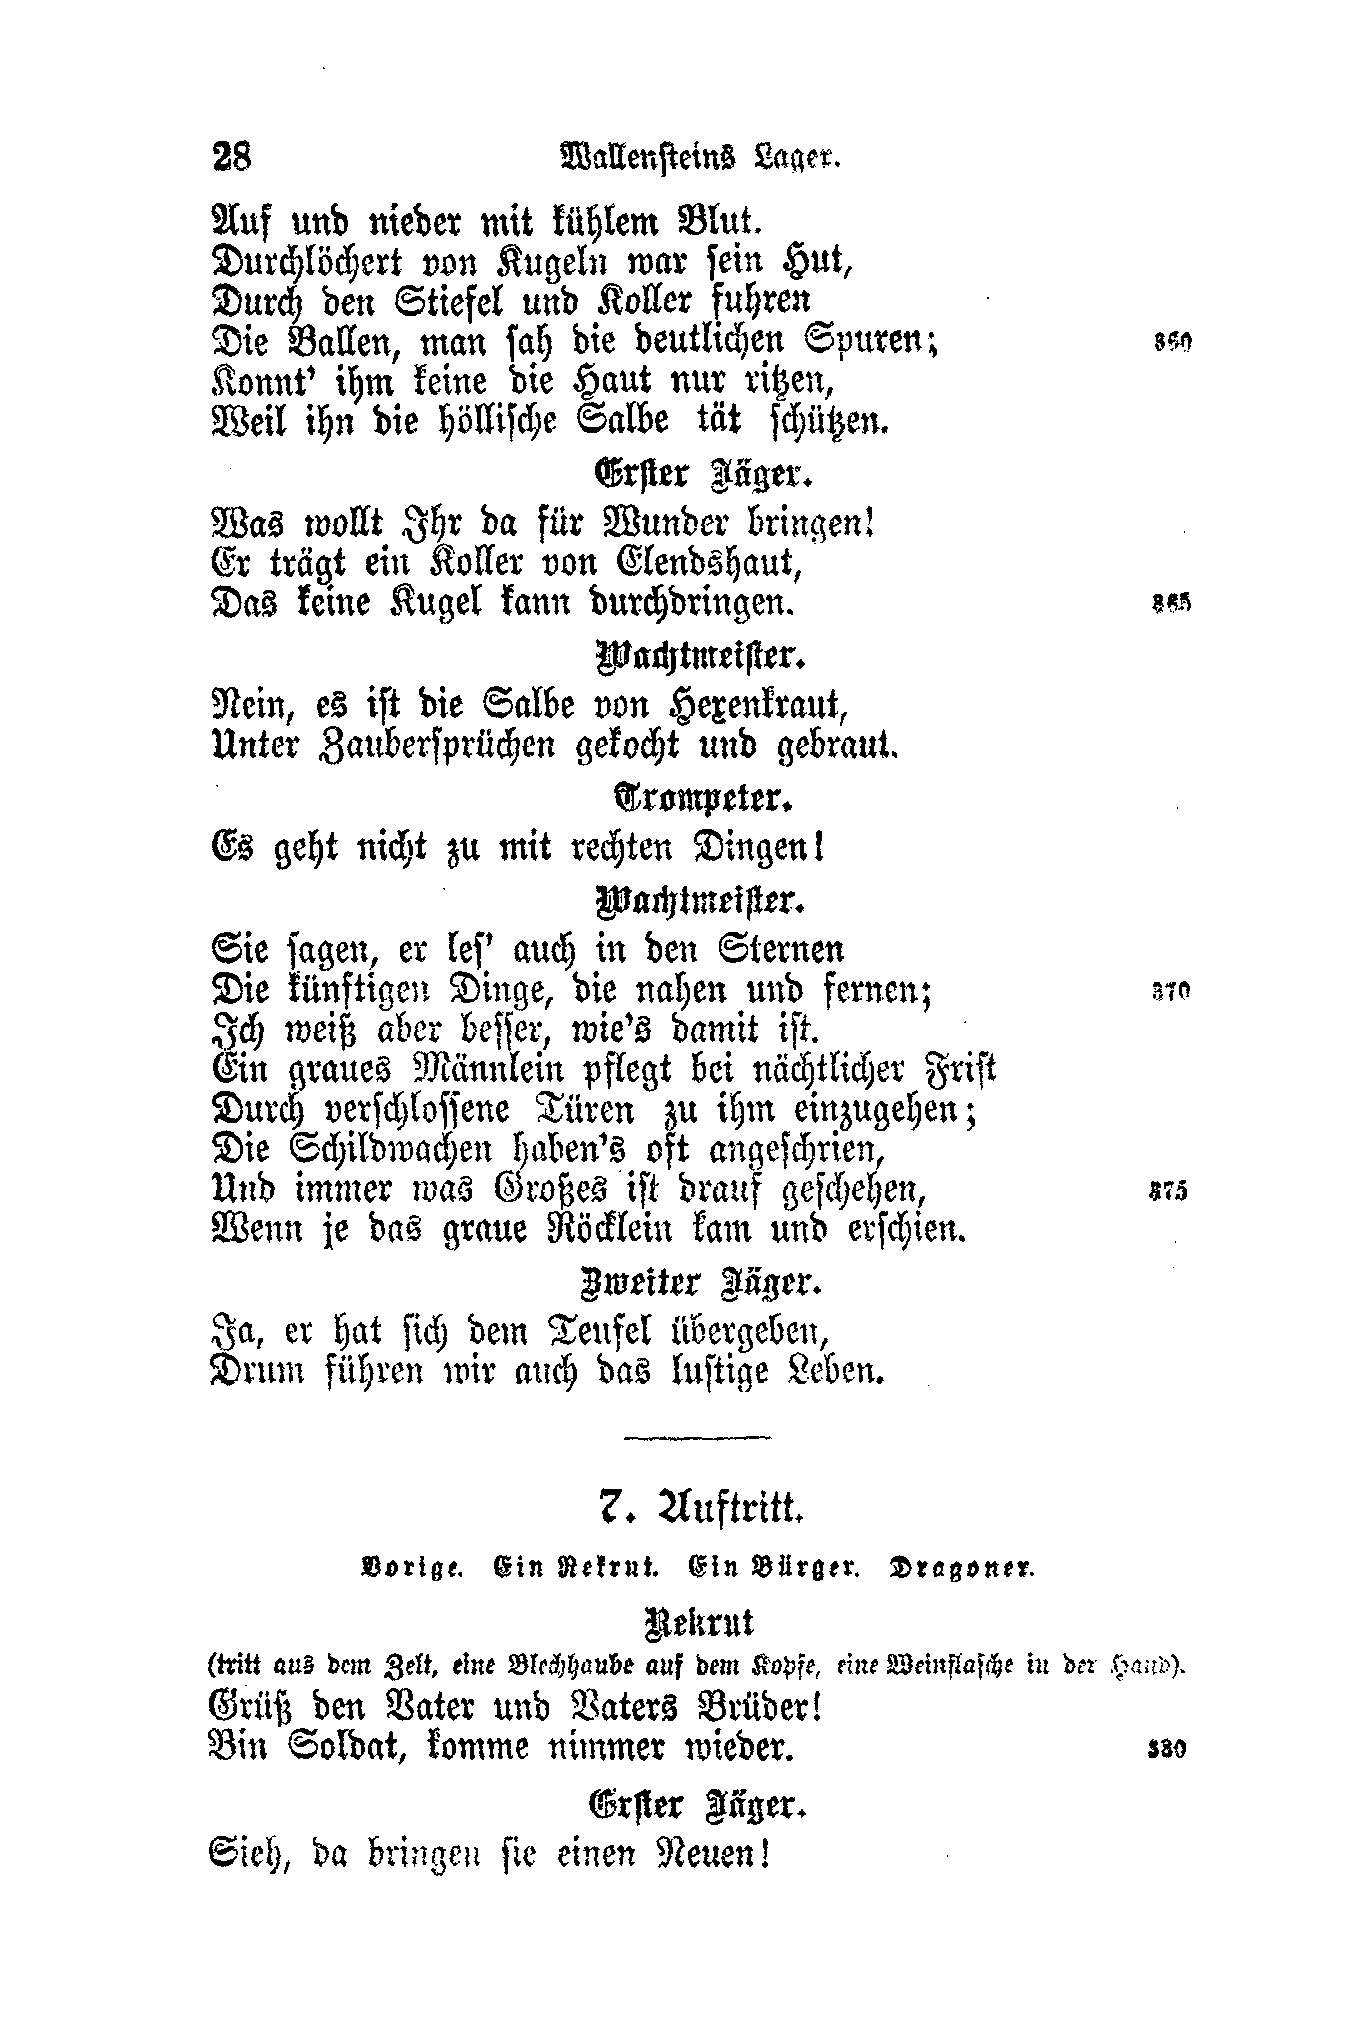 28 Wallensteins Lager.
Auf und nieder mit kühlem Blut.
Durchlöchert von Kugeln war sein Hut,
Durch den Stiefel und Koller fuhren
Die Ballen, man sah die deutlichen Spuren; 360
Konnt' ihm keine die Haut nur ritzen,
Weil ihn die höllische Salbe tät schützen.
Erster Jäger.
Was wollt Ihr da für Wunder bringen!
Er trägt ein Koller von Elendshaut,
Das keine Kugel kann durchdringen. 365
Wachtmeister.
Nein, es ist die Salbe von Hexenkraut,
Unter Zaubersprüchen gekocht und gebraut.
Trompeter.
Es geht nicht zu mit rechten Dingen!
Wachtmeister.
Sie sagen, er les' auch in den Sternen
Die künftigen Dinge, die nahen und fernen; 370
Ich weiß aber besser, wie's damit ist.
Ein graues Männlein pflegt bei nächtlicher Frist
Durch verschlossene Türen zu ihm einzugehen;
Die Schildwachen haben's oft angeschrien,
Und immer was Großes ist drauf geschehen, 375
Wenn je das graue Röcklein kam und erschien.
Zweiter Jäger.
Ja, er hat sich dem Teufel übergeben,
Drum führen wir auch das lustige Leben.
7. Auftritt.
Vorige. Ein Rekrut. Ein Bürger. Dragoner.
Rekrut
(tritt aus dem Zelt, eine Blechhaube auf dem Kopfe, eine Weinflasche in der Hand).
Grüß den Vater und Vaters Brüder!
Bin Soldat, komme nimmer wieder. 380
Erster Jäger.
Sieh, da bringen sie einen Neuen!